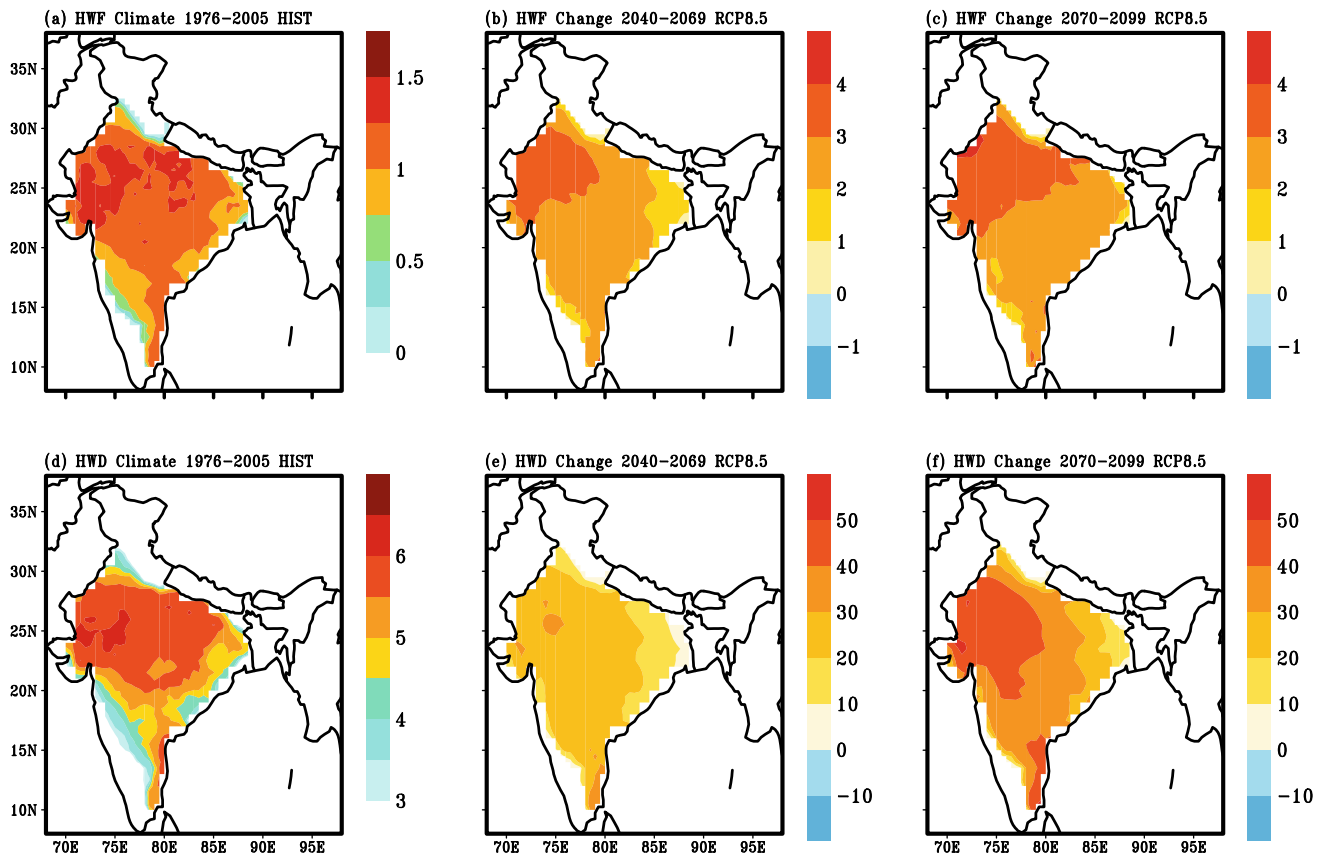 (a) HWF Climate 1976−2005 HIST
(b) HWF Change 2040−2069 RCP8.5
(c) HWF Change 2070−2099 RCP8.5
35N
30N
25N
20N
15N
10N
1.5
1
0.5
0
4
3
2
1
0
−1
4
3
2
1
0
−1
(d) HWD Climate 1976−2005 HIST
(e) HWD Change 2040−2069 RCP8.5
(f) HWD Change 2070−2099 RCP8.5
35N
30N
25N
20N
15N
10N
6
5
4
3
50
40
30
20
10
0
−10
50
40
30
20
10
0
−10
70E 75E 80E 85E 90E 95E
70E 75E 80E 85E 90E 95E
70E 75E 80E 85E 90E 95E